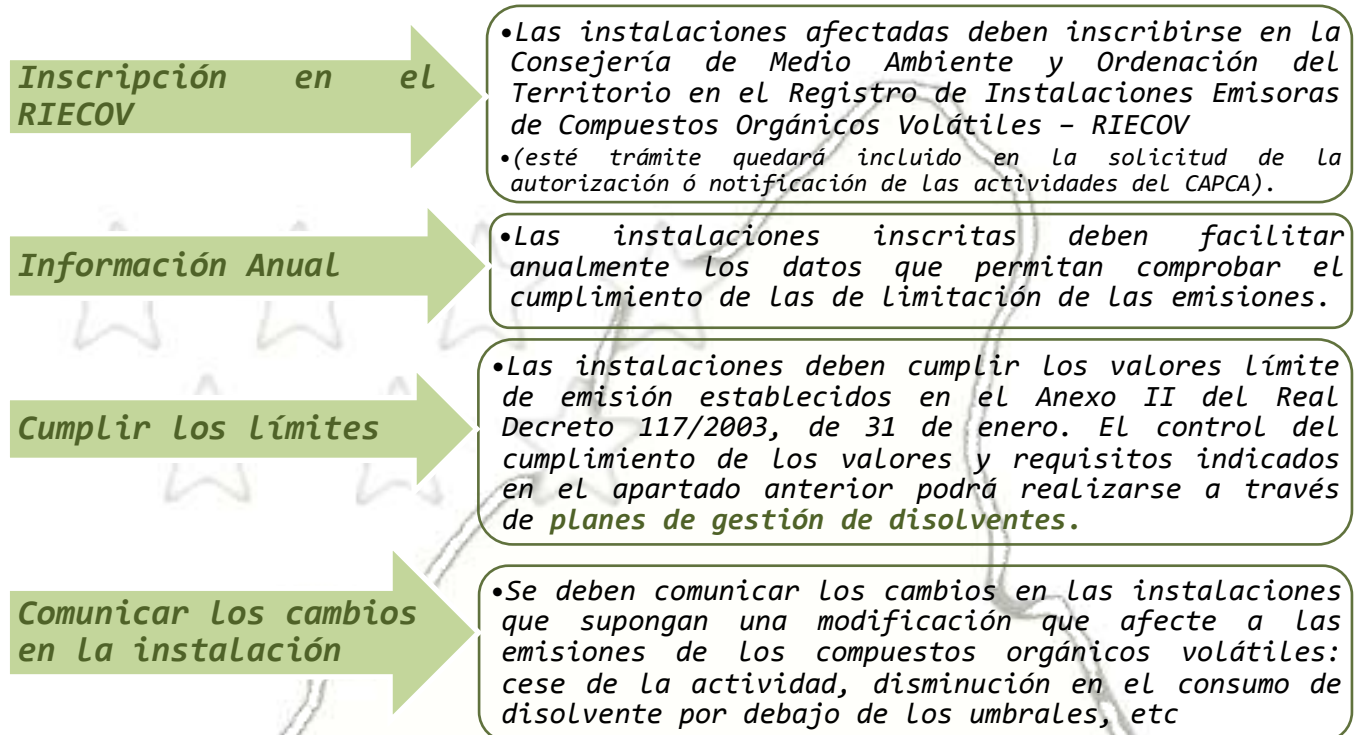 Inscripción en el
RIECOV
•Las instalaciones afectadas deben inscribirse en la
Consejería de Medio Ambiente y Ordenación del
Territorio en el Registro de Instalaciones Emisoras
de Compuestos Orgánicos Volátiles – RIECOV
•(esté trámite quedará incluido en la solicitud de la
autorización ó notificación de las actividades del CAPCA).
Información Anual
•Las instalaciones inscritas deben facilitar
anualmente los datos que permitan comprobar el
cumplimiento de las de limitación de las emisiones.
Cumplir los límites
•Las instalaciones deben cumplir los valores límite
de emisión establecidos en el Anexo II del Real
Decreto 117/2003, de 31 de enero. El control del
cumplimiento de los valores y requisitos indicados
en el apartado anterior podrá realizarse a través
de planes de gestión de disolventes.
Comunicar los cambios
en la instalación
•Se deben comunicar los cambios en las instalaciones
que supongan una modificación que afecte a las
emisiones de los compuestos orgánicos volátiles:
cese de la actividad, disminución en el consumo de
disolvente por debajo de los umbrales, etc